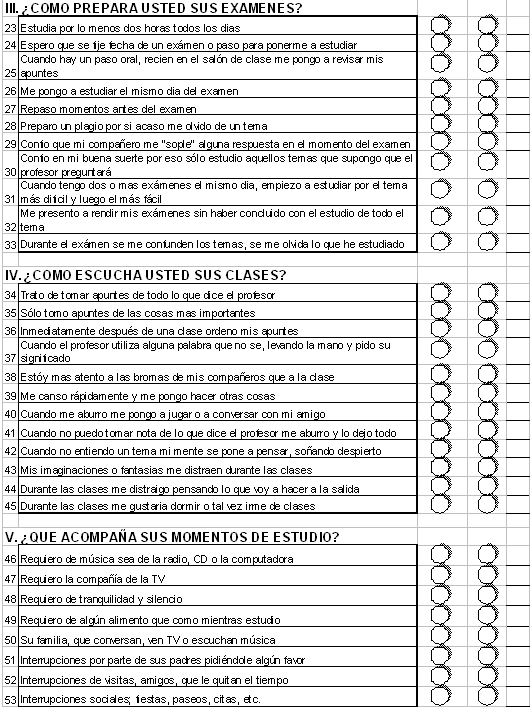 III. ¿COMO PREPARA USTED SUS EXAMENES?
23 Estudia por lo menos dos horas todos los dias
24 Espero que se fije fecha de un exámen o paso para ponerme a estudiar
Cuando hay un paso oral, recien en el salón de clase me pongo a revisar mis
25 apuntes
26 Me pongo a estudiar el mismo dia del examen
27 Repaso momentos antes del examen
28 Preparo un plagio por si acaso me olvido de un tema
29 Confio que mi compañero me "sople" alguna respuesta en el momento del examen
Confio en mi buena suerte por eso sólo estudio aquellos temas que supongo que el
30 profesor preguntará
Cuando tengo dos o mas exámenes el mismo dia, empiezo a estudiar por el tema
31 más dificil y luego el más fácil
Me presento a rendir mis exámenes sin haber concluido con el estudio de todo el
32 tema
33 Durante el exámen se me confunden los temas, se me olvida lo que he estudiado
IV. ¿COMO ESCUCHA USTED SUS CLASES?
34 Trato de tomar apuntes de todo lo que dice el profesor
35 Sólo tomo apuntes de las cosas mas importantes
36 Inmediatamente después de una clase ordeno mis apuntes
Cuando el profesor utiliza alguna palabra que no se, levando la mano y pido su
37 significado
38 Estóy mas atento a las bromas de mis compañeros que a la clase
39 Me canso rápidamente y me pongo hacer otras cosas
40 Cuando me aburro me pongo a jugar o a conversar con mi amigo
41 Cuando no puedo tomar nota de lo que dice el profesor me aburro y lo dejo todo
42 Cuando no entiendo un tema mi mente se pone a pensar, soñando despierto
43 Mis imaginaciones o fantasias me distraen durante las clases
44 Durante las clases me distraigo pensando lo que voy a hacer a la salida
45 Durante las clases me gustaria dormir o tal vez irme de clases
V. ¿QUE ACOMPAÑA SUS MOMENTOS DE ESTUDIO?
46 Requiero de música sea de la radio, CD o la computadora
47 Requiero la compañía de la TV
48 Requiero de tranquilidad y silencio
49 Requiero de algún alimento que como mientras estudio
50 Su familia, que conversan, ven TV o escuchan música
51 Interrupciones por parte de sus padres pidiéndole algún favor
52 Interrupciones de visitas, amigos, que le quitan el tiempo
53 Interrupciones sociales; fiestas, paseos, citas, etc.